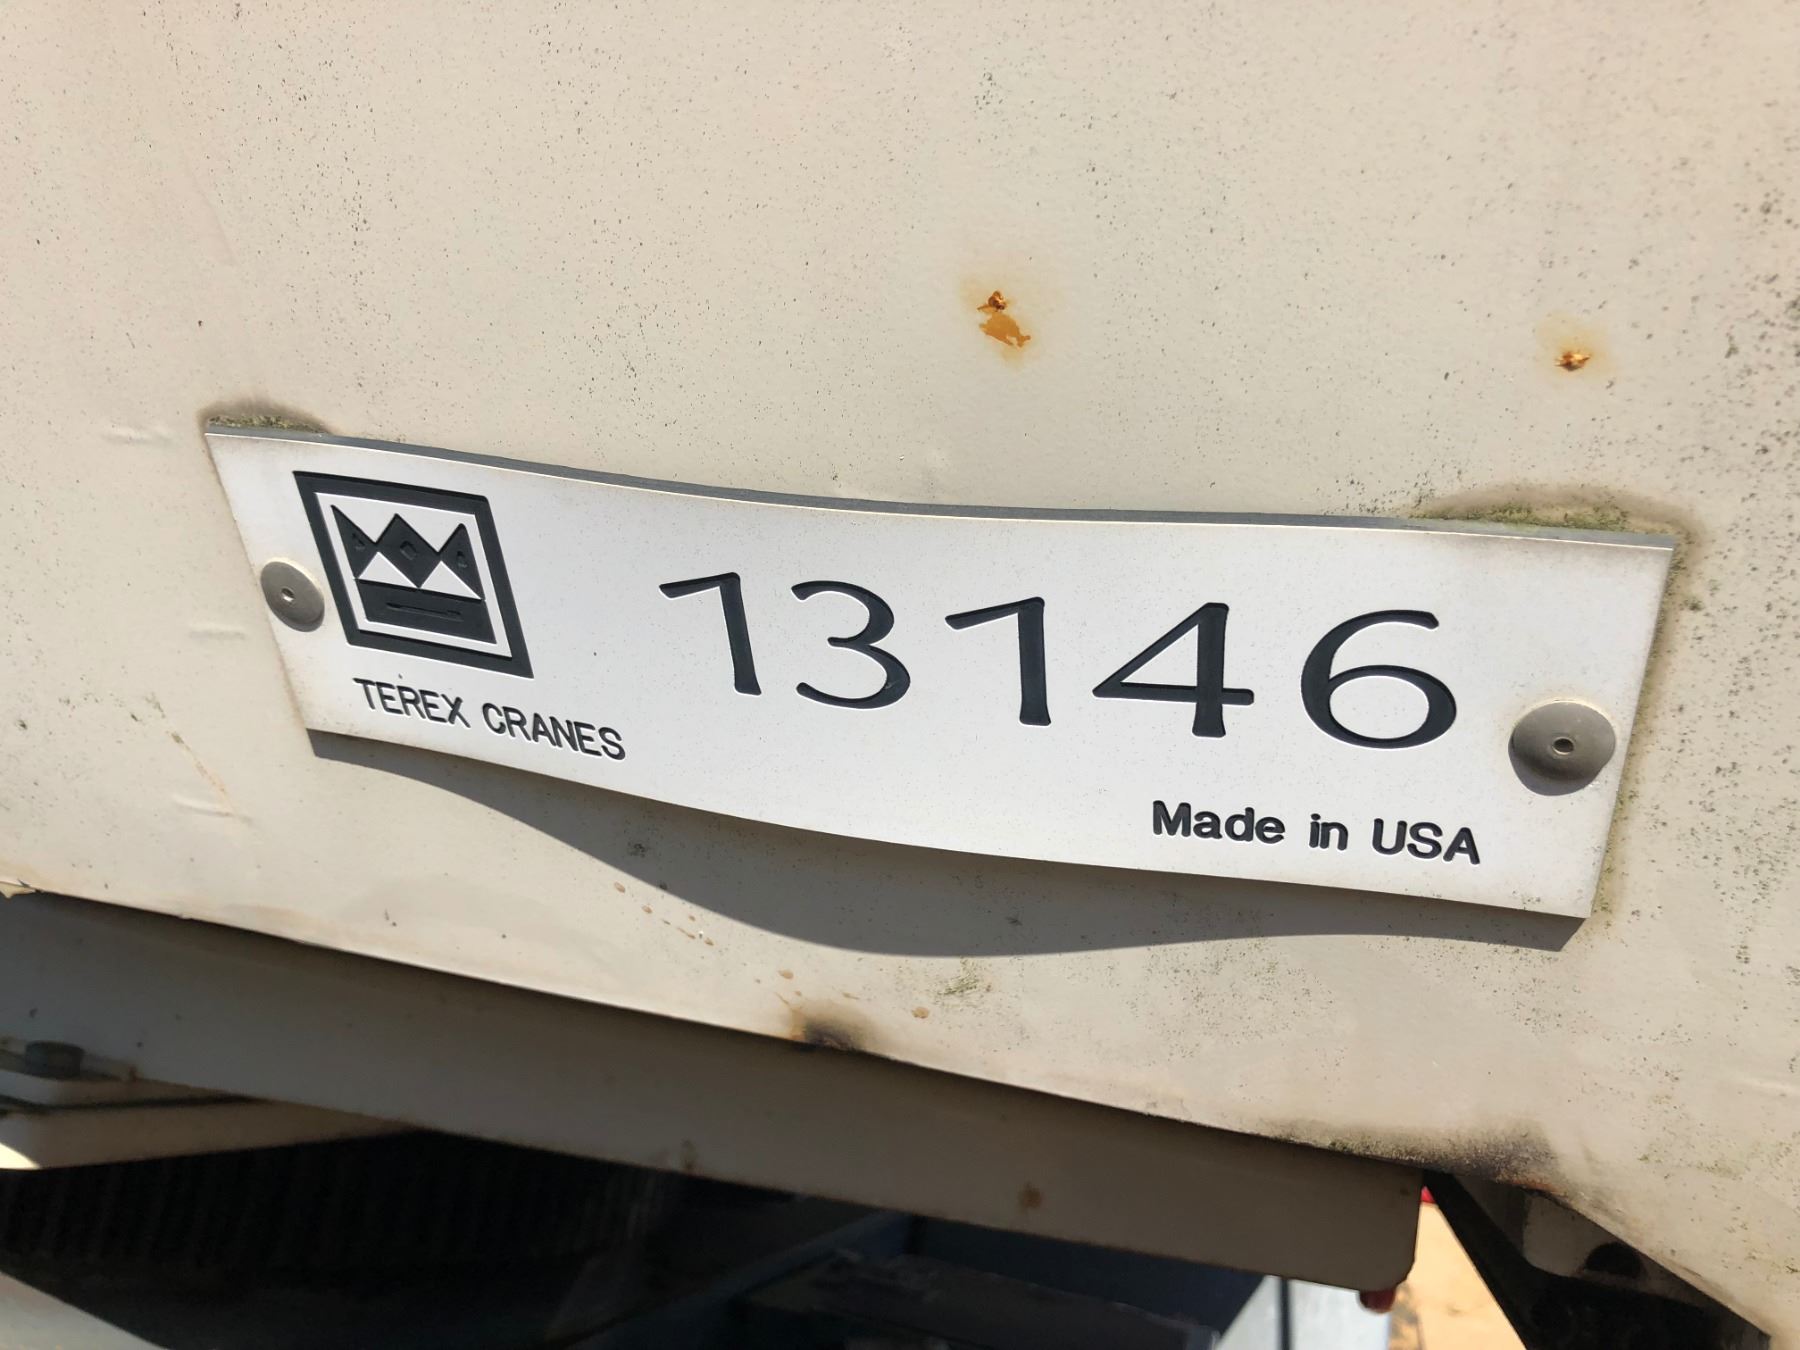 13146
TEREX CRANES
Made in USA